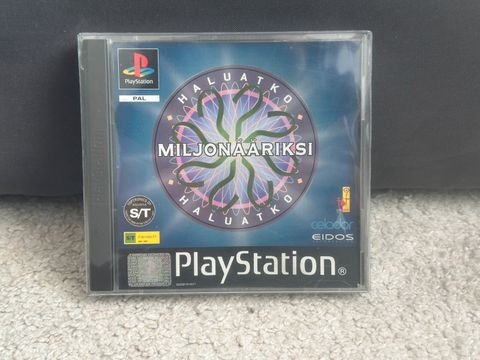 PlayStation
PAL
HALUATKO
MILJONÄÄRIKSI
HALUATKO
S/T
S/T
celador
EIDOS
PlayStation®